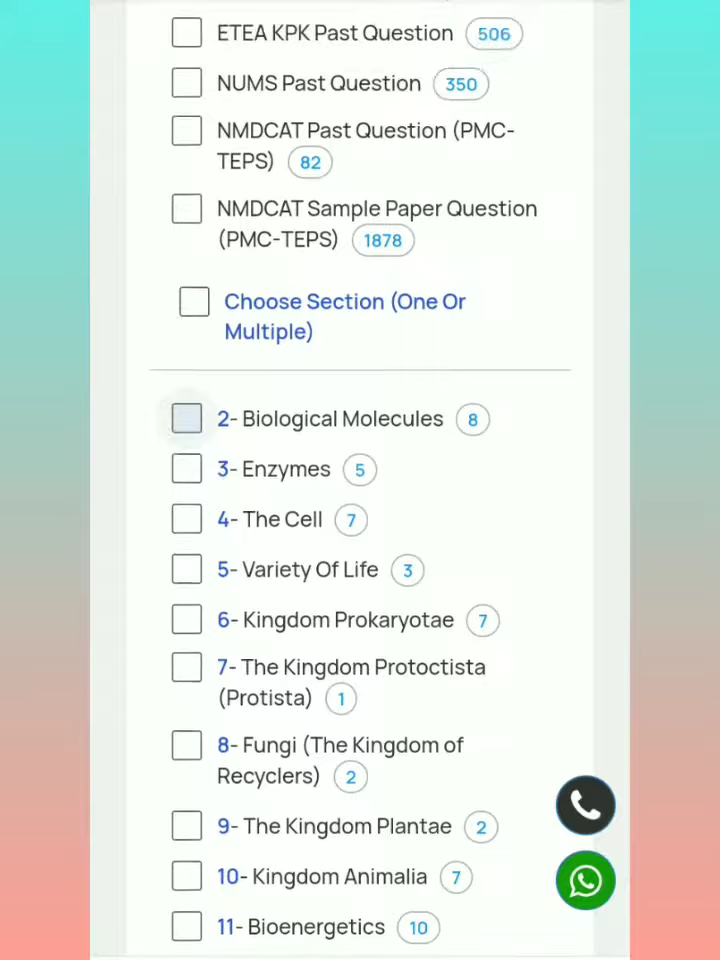 ETEA KPK Past Question 506
NUMS Past Question 350
NMDCAT Past Question (PMC-
TEPS) 82
NMDCAT Sample Paper Question
(PMC-TEPS) 1878
Choose Section (One Or
Multiple)
2- Biological Molecules 8
3- Enzymes 5
4- The Cell 7
5- Variety Of Life 3
6- Kingdom Prokaryotae 7
7- The Kingdom Protoctista
(Protista) 1
8- Fungi (The Kingdom of
Recyclers) 2
9- The Kingdom Plantae 2
10- Kingdom Animalia 7
11- Bioenergetics 10